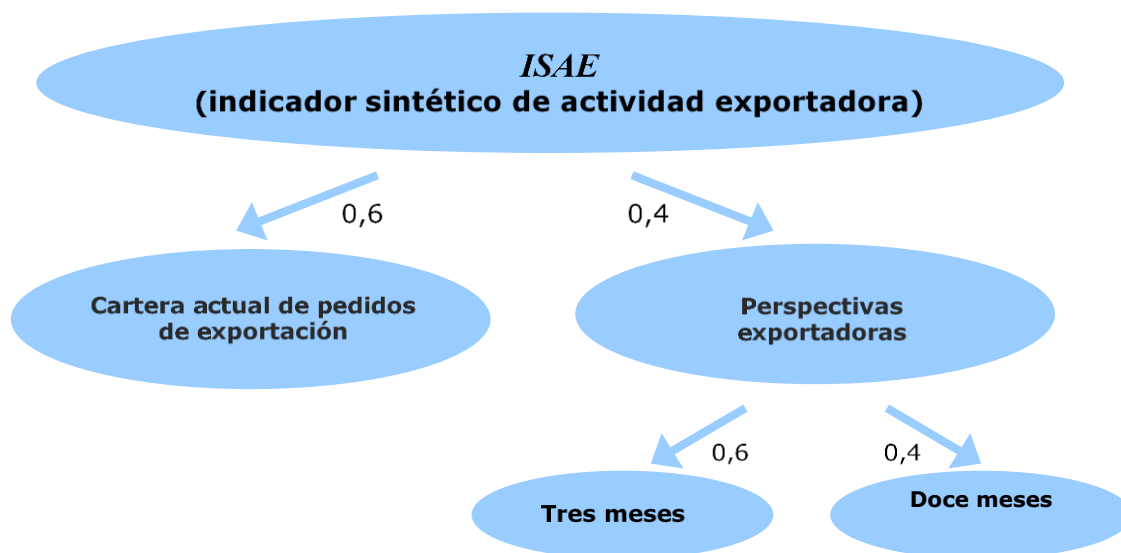 ISAE
(indicador sintético de actividad exportadora)
0,6
0,4
Cartera actual de pedidos
de exportación
Perspectivas
exportadoras
0,6
0,4
Tres meses
Doce meses